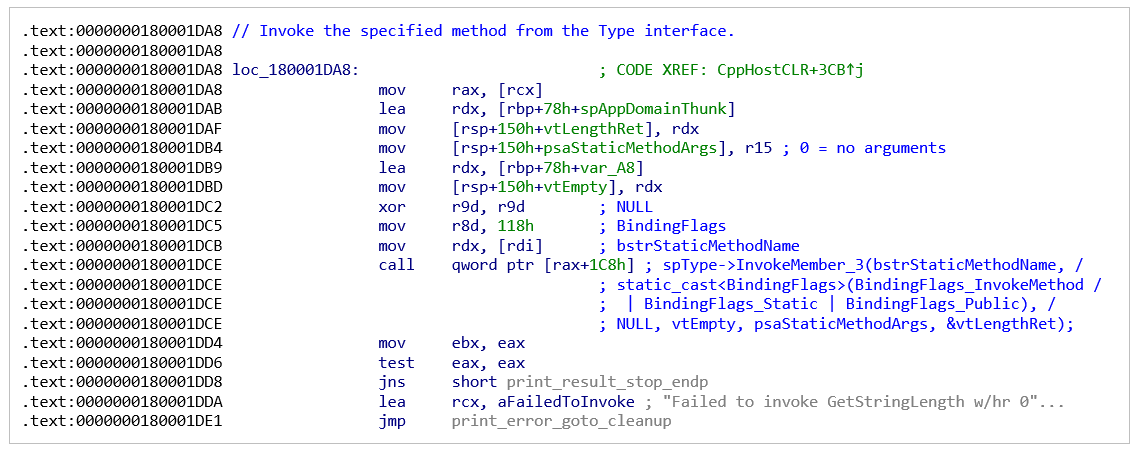 .text:0000000180001DA8 // Invoke the specified method from the Type interface.
.text:0000000180001DA8
.text:0000000180001DA8 loc_180001DA8: ; CODE XREF: CppHostCLR+3CB↑j
.text:0000000180001DA8 mov rax, [rcx]
.text:0000000180001DAB lea rdx, [rbp+78h+spAppDomainThunk]
.text:0000000180001DAF mov [rsp+150h+vtLengthRet], rdx
.text:0000000180001DB4 mov [rsp+150h+psaStaticMethodArgs], r15 ; 0 = no arguments
.text:0000000180001DB9 lea rdx, [rbp+78h+var_A8]
.text:0000000180001DBD mov [rsp+150h+vtEmpty], rdx
.text:0000000180001DC2 xor r9d, r9d ; NULL
.text:0000000180001DC5 mov r8d, 118h ; BindingFlags
.text:0000000180001DCB mov rdx, [rdi] ; bstrStaticMethodName
.text:0000000180001DCE call qword ptr [rax+1C8h] ; spType->InvokeMember_3(bstrStaticMethodName, /
.text:0000000180001DCE ; static_cast<BindingFlags>(BindingFlags_InvokeMethod /
.text:0000000180001DCE ; | BindingFlags_Static | BindingFlags_Public), /
.text:0000000180001DCE ; NULL, vtEmpty, psaStaticMethodArgs, &vtLengthRet);
.text:0000000180001DD4 mov ebx, eax
.text:0000000180001DD6 test eax, eax
.text:0000000180001DD8 jns short print_result_stop_endp
.text:0000000180001DDA lea rcx, aFailedToInvoke ; "Failed to invoke GetStringLength w/hr 0"...
.text:0000000180001DE1 jmp print_error_goto_cleanup